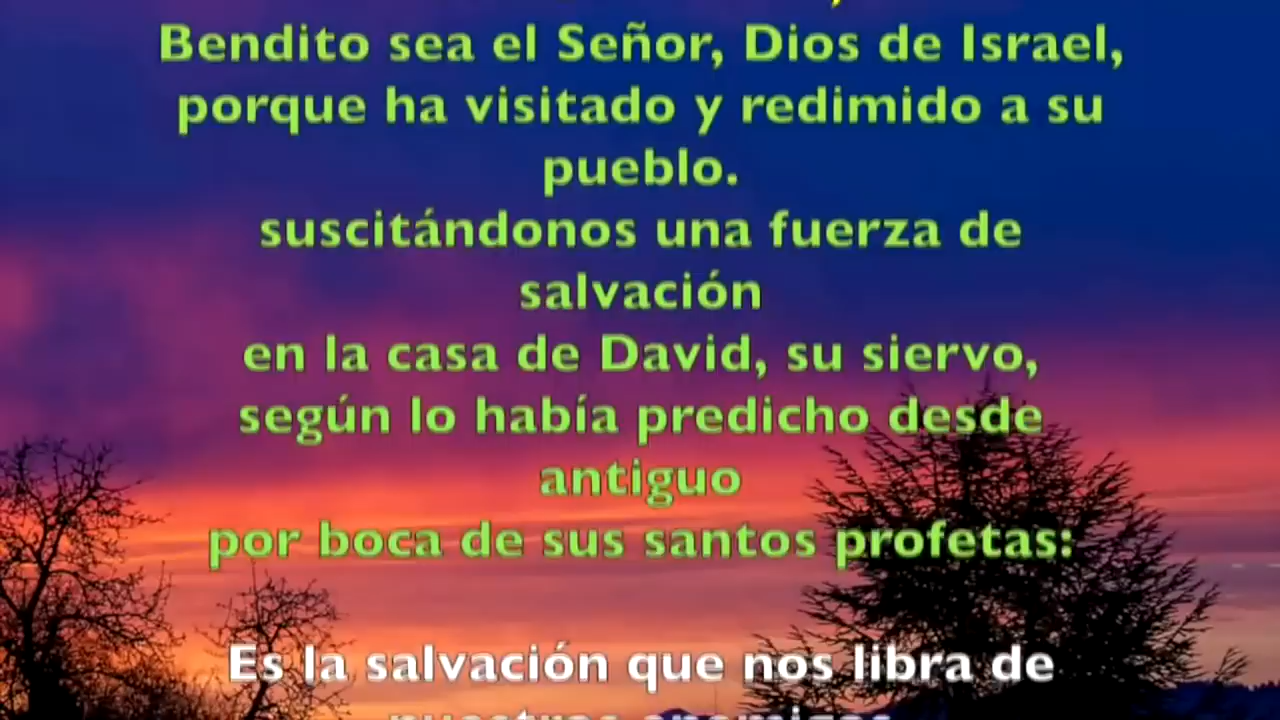 Bendito sea el Señor, Dios de Israel,
porque ha visitado y redimido a su
pueblo.
suscitándonos una fuerza de
salvación
en la casa de David, su siervo,
según lo había predicho desde
antiguo
por boca de sus santos profetas:
Es la salvación que nos libra de
nuestros enemigos